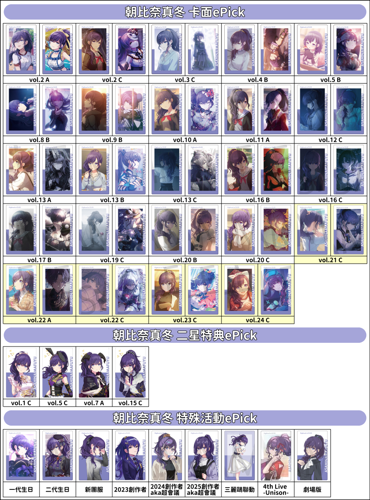 朝比奈真冬 卡面ePick
vol.2 A
vol.2 C
vol.3 C
vol.4 B
vol.5 B
vol.8 B
vol.9 B
vol.10 A
vol.11 A
vol.12 C
vol.13 A
vol.13 B
vol.13 C
vol.16 B
vol.16 C
vol.17 B
vol.19 C
vol.20 B
vol.20 C
vol.21 C
vol.22 A
vol.22 C
vol.23 C
vol.24 C
朝比奈真冬 二星特典ePick
vol.1 C
vol.5 C
vol.7 A
vol.15 C
朝比奈真冬 特殊活動ePick
一代生日
二代生日
新團服
2023創作者
2024創作者
aka超會議
2025創作者
aka超會議
三麗鷗聯動
4th Live
-Unison-
劇場版